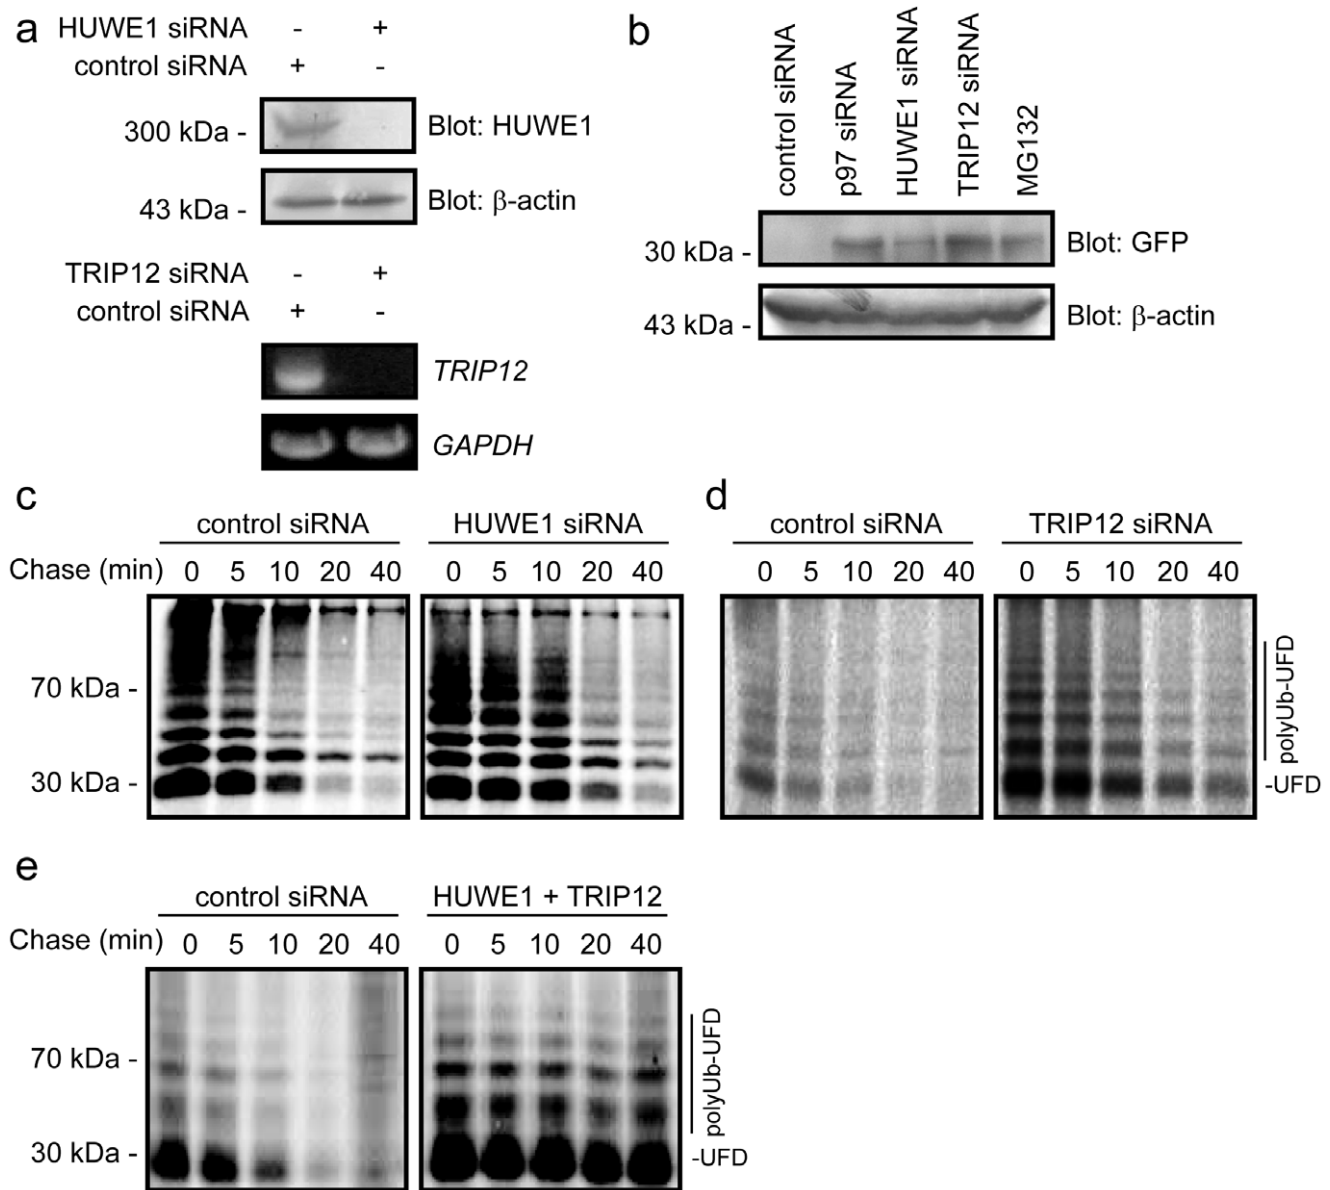 a
HUWE1 siRNA - +
control siRNA + -
300 kDa -
Blot: HUWE1
43 kDa -
Blot: β-actin
TRIP12 siRNA - +
control siRNA + -
TRIP12
GAPDH
b
control siRNA
p97 siRNA
HUWE1 siRNA
TRIP12 siRNA
MG132
30 kDa -
Blot: GFP
43 kDa -
Blot: β-actin
c
control siRNA
HUWE1 siRNA
Chase (min) 0 5 10 20 40 0 5 10 20 40
70 kDa -
30 kDa -
d
control siRNA
TRIP12 siRNA
0 5 10 20 40 0 5 10 20 40
polyUb-UFD
-UFD
e
control siRNA
HUWE1 + TRIP12
Chase (min) 0 5 10 20 40 0 5 10 20 40
70 kDa -
30 kDa -
polyUb-UFD
-UFD